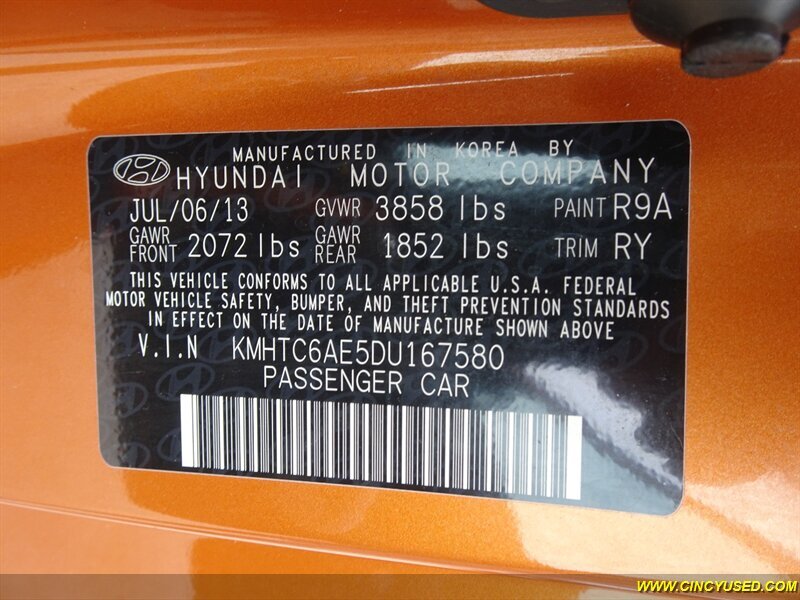 MANUFACTURED IN KOREA BY
HYUNDAI MOTOR COMPANY
JUL/06/13 GVWR 3858 lbs PAINT R9A
GAWR FRONT 2072 lbs GAWR REAR 1852 lbs TRIM RY
THIS VEHICLE CONFORMS TO ALL APPLICABLE U.S.A. FEDERAL
MOTOR VEHICLE SAFETY, BUMPER, AND THEFT PREVENTION STANDARDS
IN EFFECT ON THE DATE OF MANUFACTURE SHOWN ABOVE
V.I.N KMHTC6AE5DU167580
PASSENGER CAR
WWW.CINCYUSED.COM